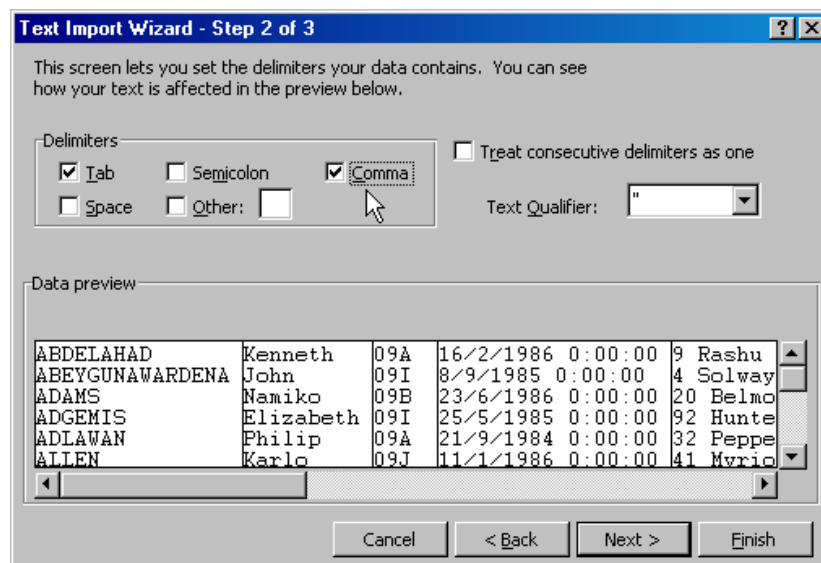 Text Import Wizard - Step 2 of 3
This screen lets you set the delimiters your data contains. You can see
how your text is affected in the preview below.
Delimiters
Tab Semicolon Comma
Space Other:
Treat consecutive delimiters as one
Text Qualifier: "
Data preview
ABDELAHAD Kenneth 09A 16/2/1986 0:00:00 9 Rashu
ABEYGUNAWARDENA John 09I 8/9/1985 0:00:00 4 Solway
ADAMS Namiko 09B 23/6/1986 0:00:00 20 Belmo
ADGEMIS Elizabeth 09I 25/5/1985 0:00:00 92 Hunte
ADLAWAN Philip 09A 21/9/1984 0:00:00 32 Peppe
ALLEN Karlo 09J 11/1/1986 0:00:00 41 Myrio
Cancel < Back Next > Finish